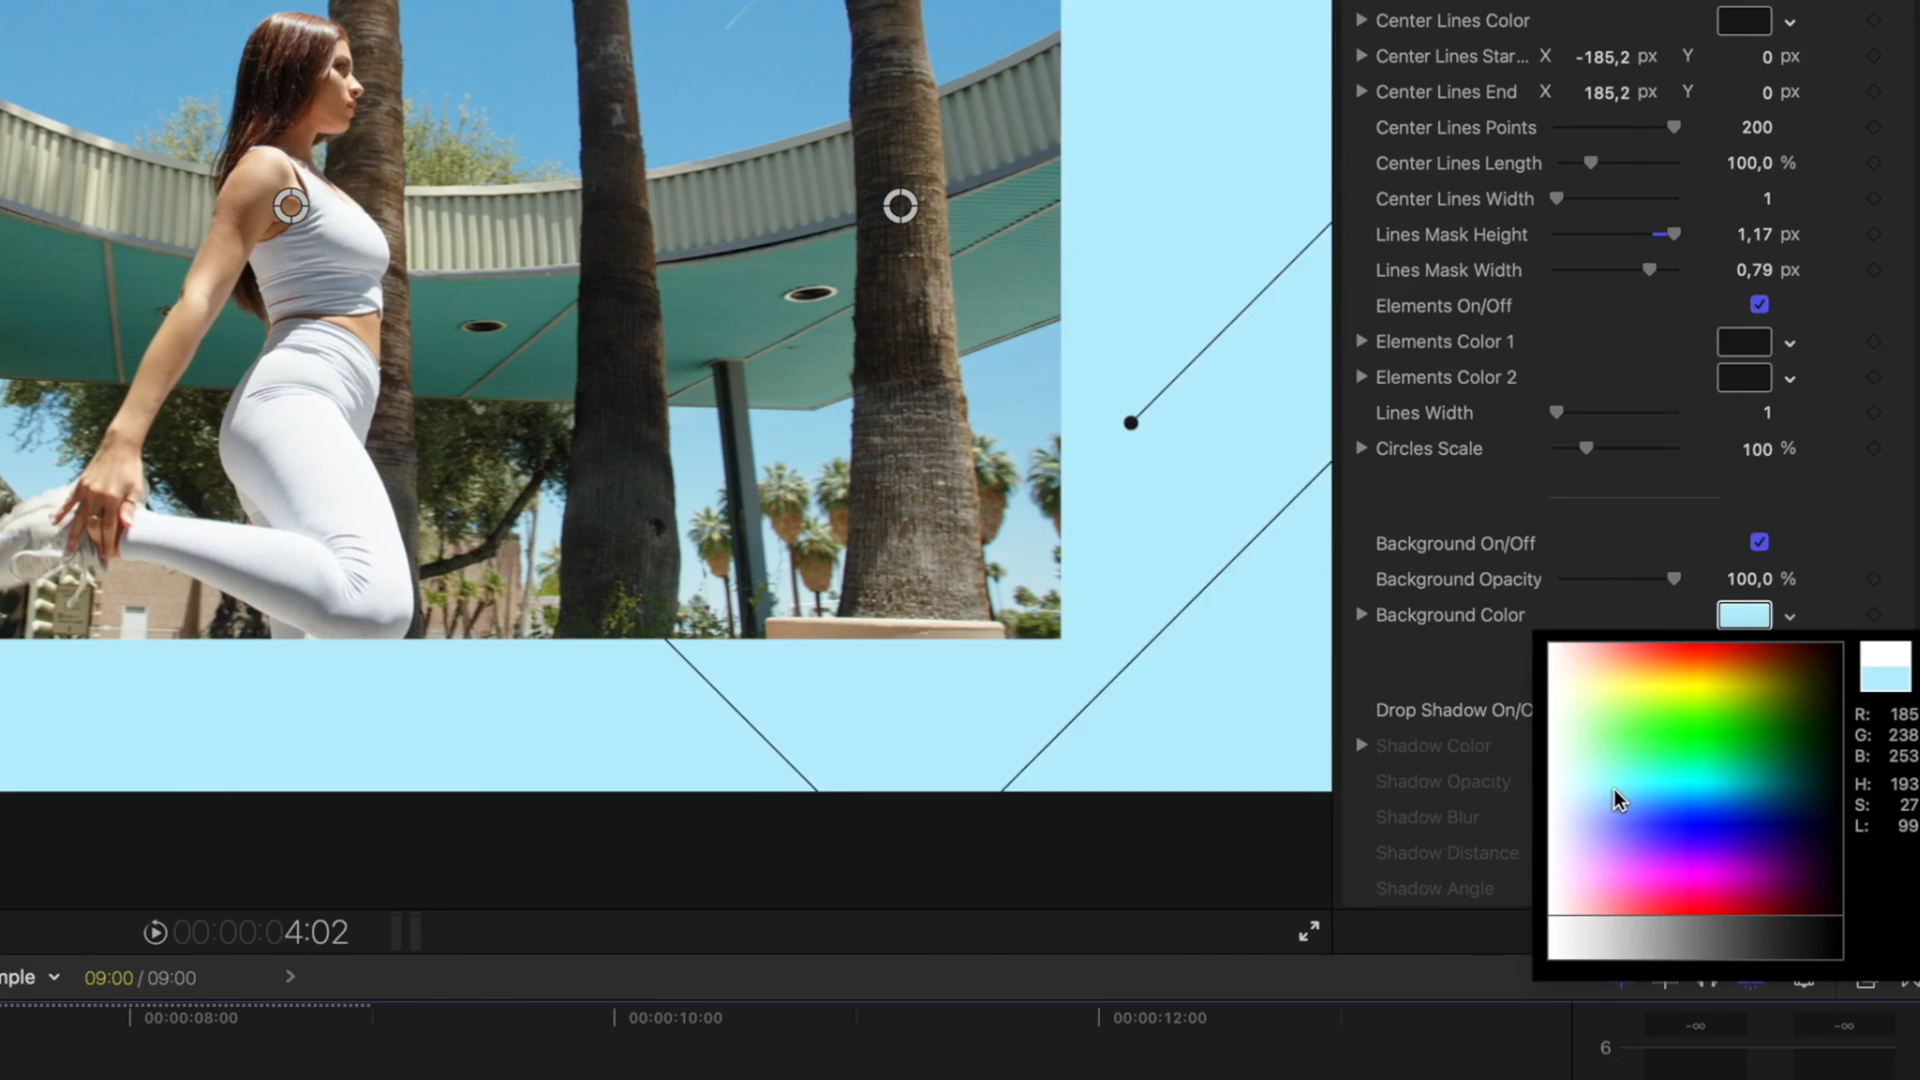 Center Lines Color
Center Lines Star... X -185,2 px Y 0 px
Center Lines End X 185,2 px Y 0 px
Center Lines Points 200
Center Lines Length 100,0 %
Center Lines Width 1
Lines Mask Height 1,17 px
Lines Mask Width 0,79 px
Elements On/Off
Elements Color 1
Elements Color 2
Lines Width 1
Circles Scale 100 %
Background On/Off
Background Opacity 100,0 %
Background Color
Drop Shadow On/O
Shadow Color
Shadow Opacity
Shadow Blur
Shadow Distance
Shadow Angle
R: 185
G: 238
B: 253
H: 193
S: 27
L: 99
00:00:04:02
mple 09:00 / 09:00
00:00:08:00 00:00:10:00 00:00:12:00
-∞ -∞
6